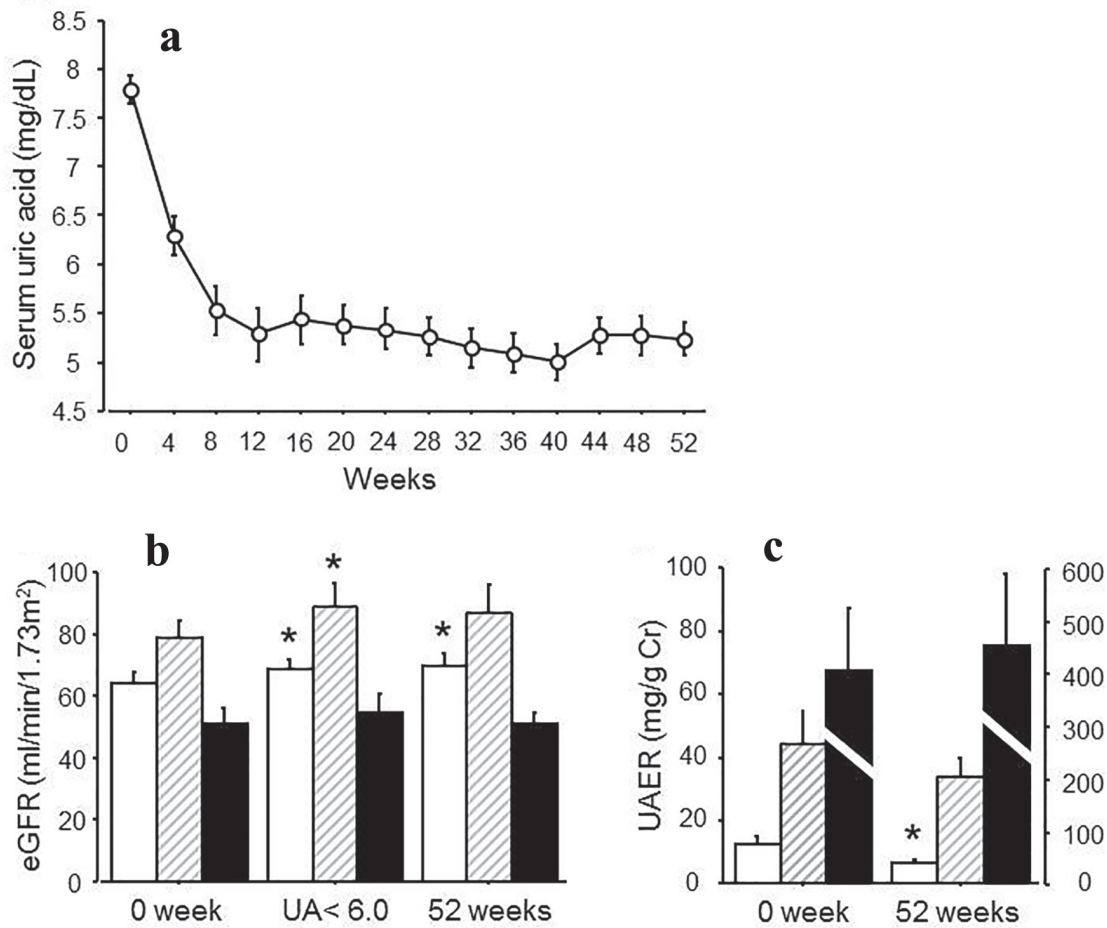 a
8.5
8
7.5
7
6.5
6
5.5
5
4.5
Serum uric acid (mg/dL)
0 4 8 12 16 20 24 28 32 36 40 44 48 52
Weeks
b
100
80
60
40
20
0
eGFR (ml/min/1.73m²)
* * *
0 week UA< 6.0 52 weeks
c
100
80
60
40
20
0
UAER (mg/g Cr)
*
600
500
400
300
200
100
0
0 week 52 weeks